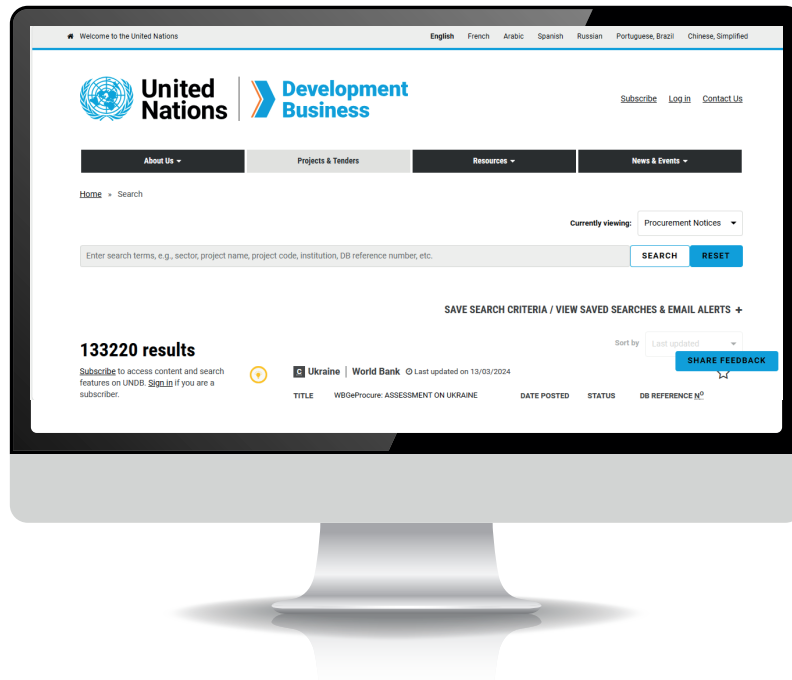 Welcome to the United Nations
English French Arabic Spanish Russian Portuguese, Brazil Chinese, Simplified
United Nations
Development Business
Subscribe Log in Contact Us
About Us Projects & Tenders Resources News & Events
Home » Search
Currently viewing: Procurement Notices
Enter search terms, e.g., sector, project name, project code, institution, DB reference number, etc.
SEARCH RESET
SAVE SEARCH CRITERIA / VIEW SAVED SEARCHES & EMAIL ALERTS +
Sort by Last updated
133220 results
SHARE FEEDBACK
Subscribe to access content and search
features on UNDB. Sign in if you are a
subscriber.
C Ukraine | World Bank Last updated on 13/03/2024
TITLE WBGeProcure: ASSESSMENT ON UKRAINE DATE POSTED STATUS DB REFERENCE Nº